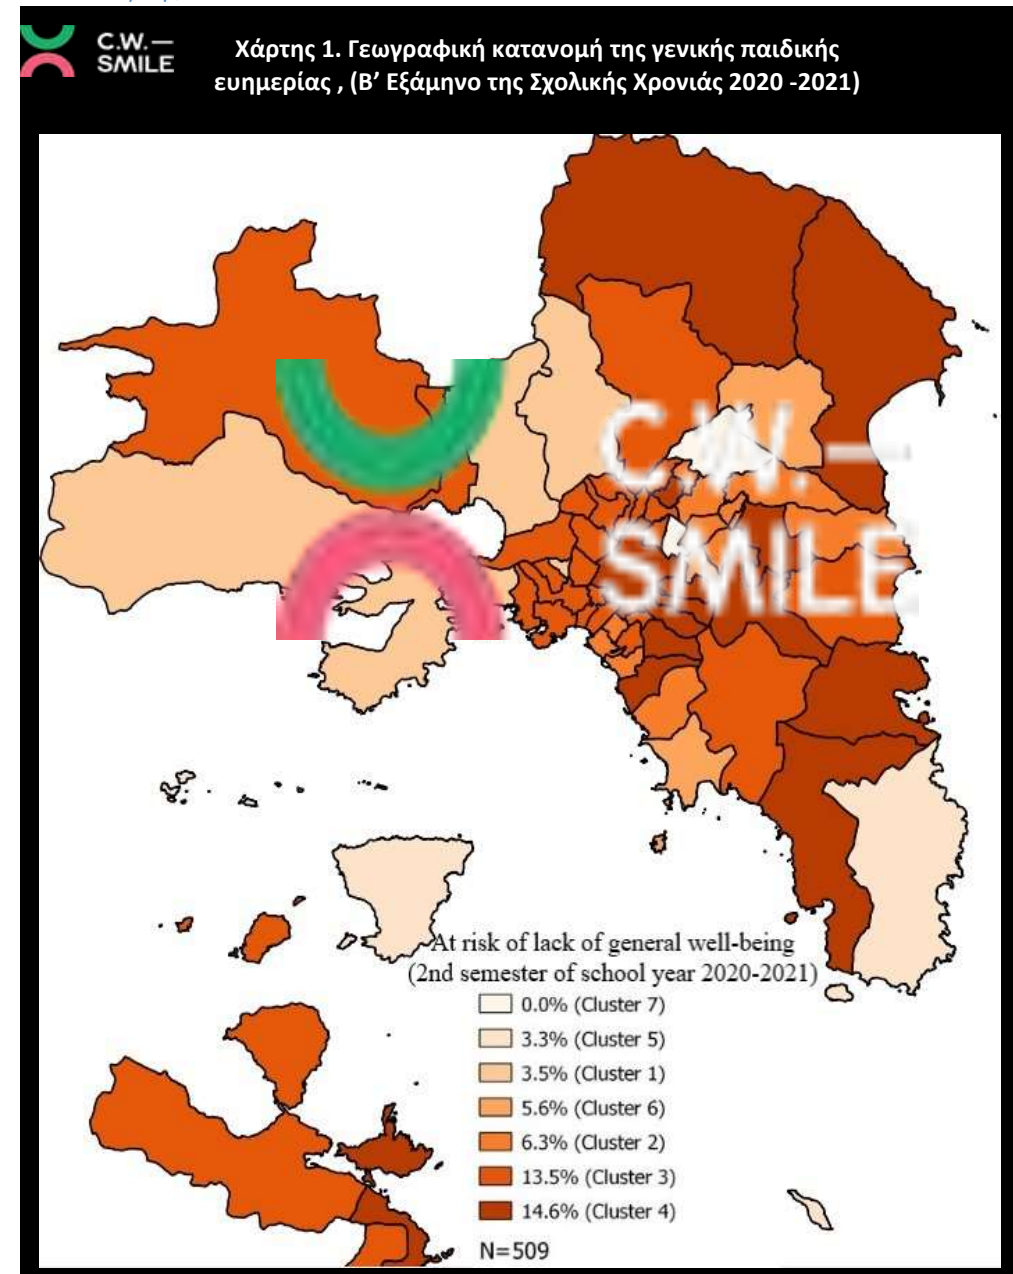 C.W.—
SMILE
Χάρτης 1. Γεωγραφική κατανομή της γενικής παιδικής
ευημερίας , (Β’ Εξάμηνο της Σχολικής Χρονιάς 2020 -2021)
C.W.—
SMILE
At risk of lack of general well-being
(2nd semester of school year 2020-2021)
0.0% (Cluster 7)
3.3% (Cluster 5)
3.5% (Cluster 1)
5.6% (Cluster 6)
6.3% (Cluster 2)
13.5% (Cluster 3)
14.6% (Cluster 4)
N=509